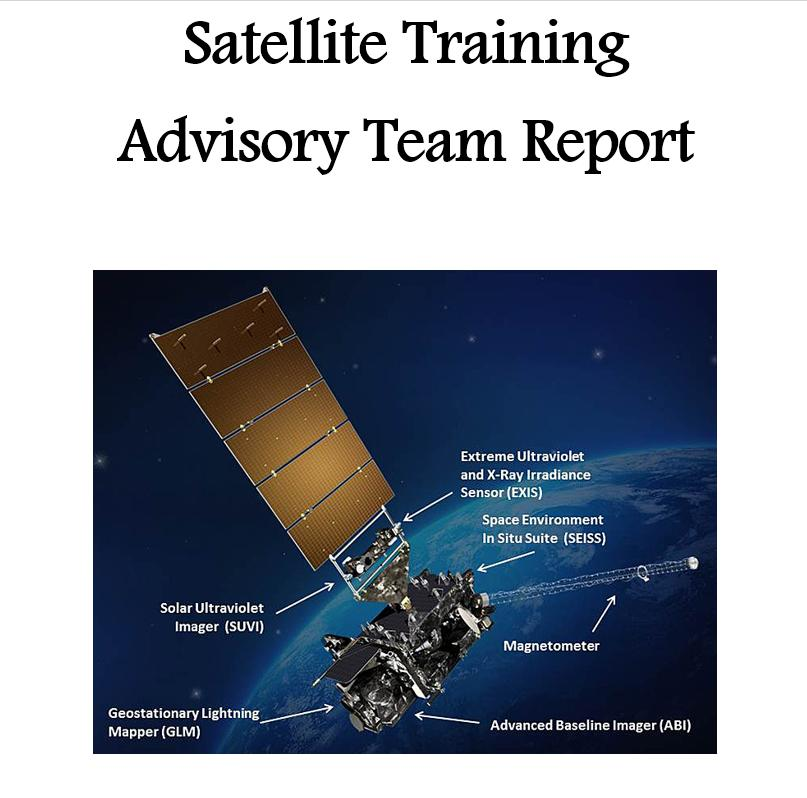 Satellite Training
Advisory Team Report
Extreme Ultraviolet
and X-Ray Irradiance
Sensor (EXIS)
Space Environment
In Situ Suite (SEISS)
Solar Ultraviolet
Imager (SUVI)
Magnetometer
Geostationary Lightning
Mapper (GLM)
Advanced Baseline Imager (ABI)